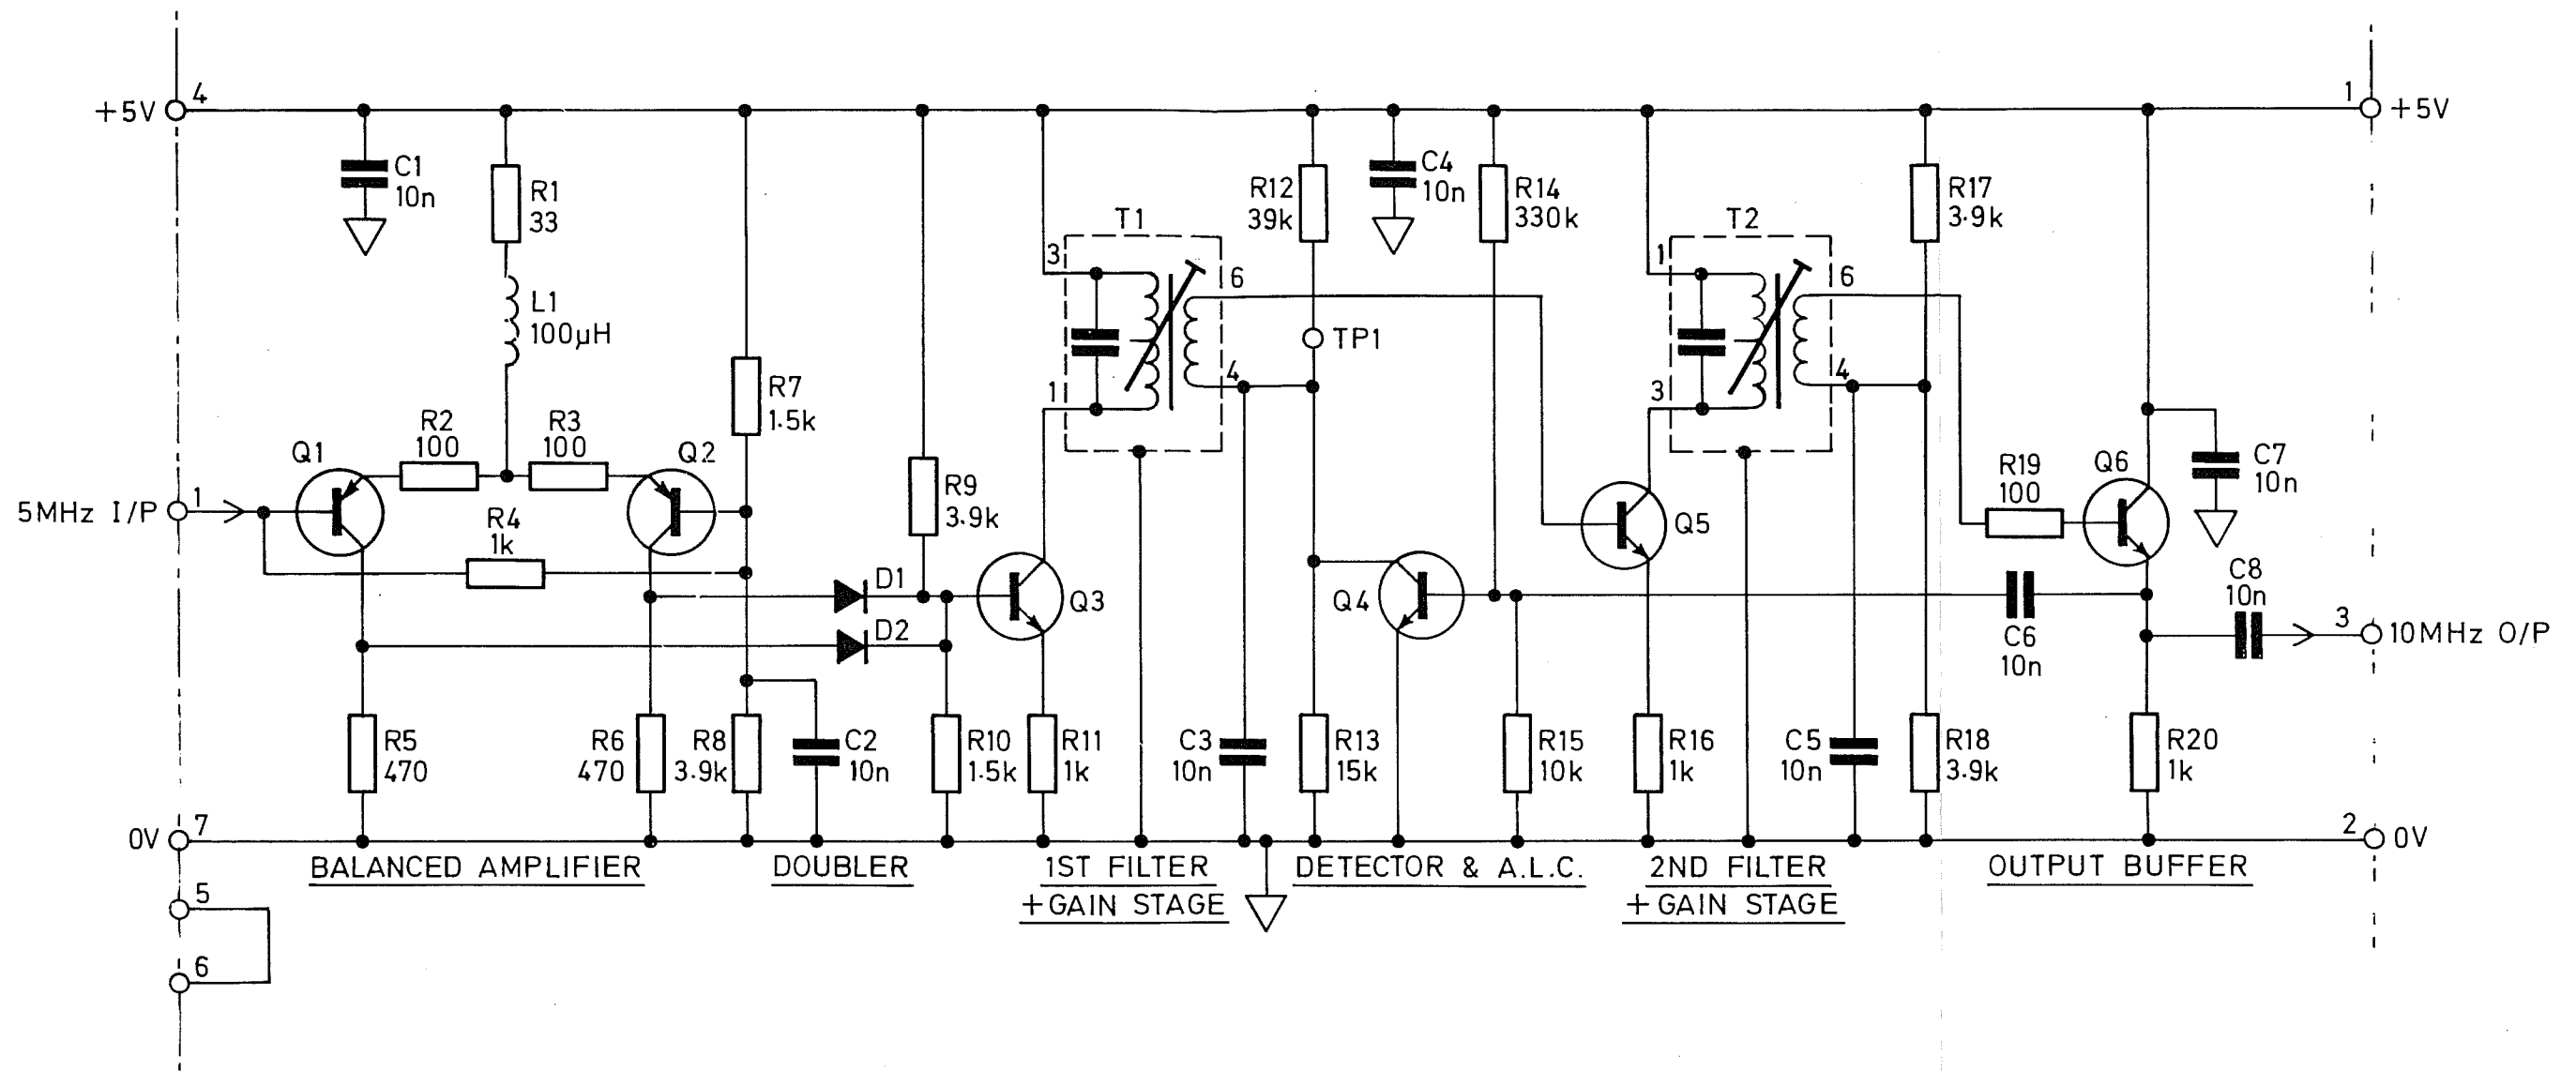 +5V
4
1
+5V
C1
10n
R1
33
L1
100µH
R2
100
R3
100
Q1
Q2
R7
1.5k
5MHz I/P
1
R4
1k
R9
3.9k
D1
D2
Q3
T1
3
1
6
4
R12
39k
C4
10n
R14
330k
TP1
T2
1
3
6
4
R17
3.9k
Q4
Q5
R19
100
Q6
C7
10n
C8
10n
C6
10n
3
10MHz O/P
R5
470
R6
470
R8
3.9k
C2
10n
R10
1.5k
R11
1k
C3
10n
R13
15k
R15
10k
R16
1k
C5
10n
R18
3.9k
R20
1k
0V
7
2
0V
BALANCED AMPLIFIER
DOUBLER
1ST FILTER
+GAIN STAGE
DETECTOR & A.L.C.
2ND FILTER
+GAIN STAGE
OUTPUT BUFFER
5
6